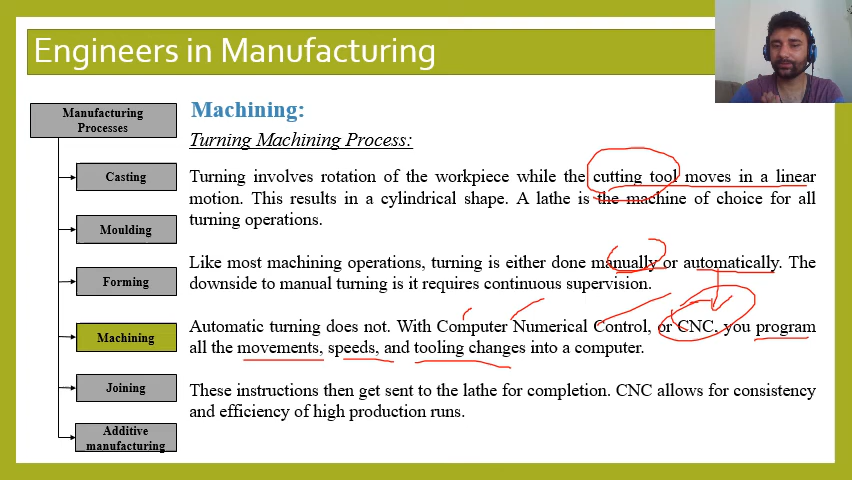 Engineers in Manufacturing
Manufacturing
Processes
Casting
Moulding
Forming
Machining
Joining
Additive
manufacturing
Machining:
Turning Machining Process:
Turning involves rotation of the workpiece while the cutting tool moves in a linear
motion. This results in a cylindrical shape. A lathe is the machine of choice for all
turning operations.
Like most machining operations, turning is either done manually or automatically. The
downside to manual turning is it requires continuous supervision.
Automatic turning does not. With Computer Numerical Control, or CNC, you program
all the movements, speeds, and tooling changes into a computer.
These instructions then get sent to the lathe for completion. CNC allows for consistency
and efficiency of high production runs.